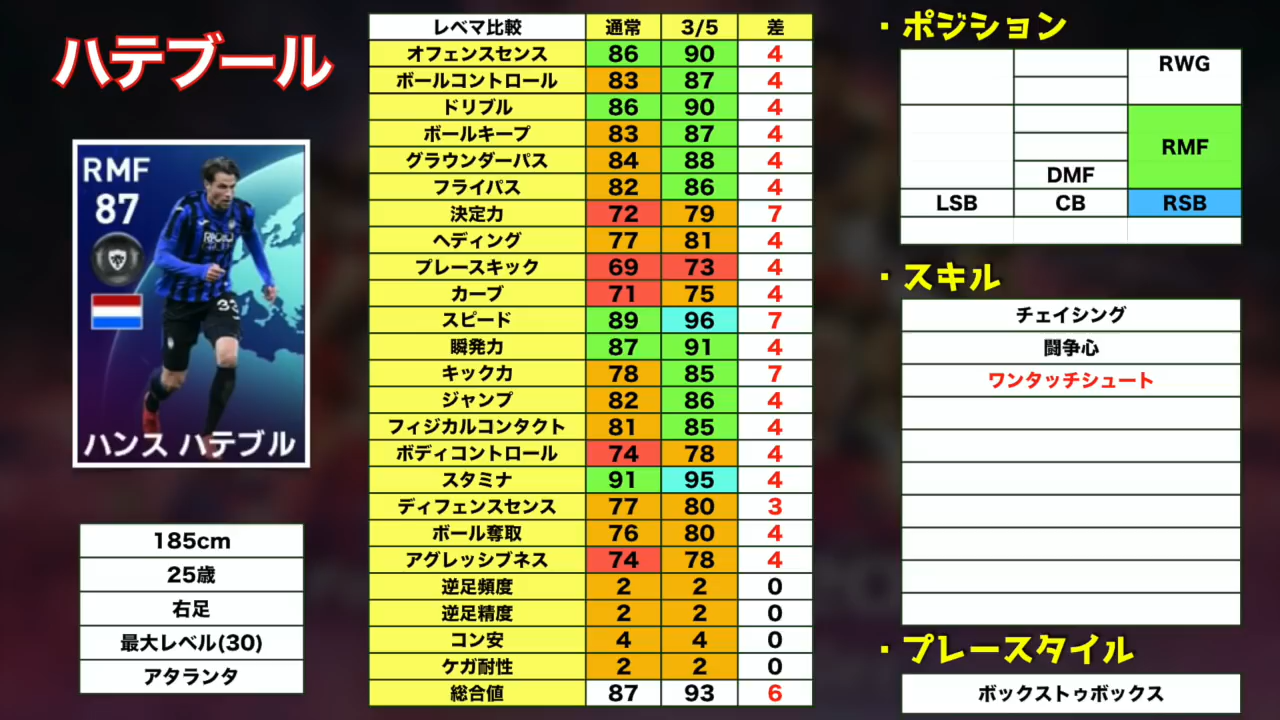 ハテブール
RMF
87
RADICI
33
ハンス ハテブル
185cm
25歳
右足
最大レベル(30)
アタランタ
レベマ比較 通常 3/5 差
オフェンスセンス 86 90 4
ボールコントロール 83 87 4
ドリブル 86 90 4
ボールキープ 83 87 4
グラウンダーパス 84 88 4
フライパス 82 86 4
決定力 72 79 7
ヘディング 77 81 4
プレースキック 69 73 4
カーブ 71 75 4
スピード 89 96 7
瞬発力 87 91 4
キック力 78 85 7
ジャンプ 82 86 4
フィジカルコンタクト 81 85 4
ボディコントロール 74 78 4
スタミナ 91 95 4
ディフェンスセンス 77 80 3
ボール奪取 76 80 4
アグレッシブネス 74 78 4
逆足頻度 2 2 0
逆足精度 2 2 0
コン安 4 4 0
ケガ耐性 2 2 0
総合値 87 93 6
・ポジション
RWG
RMF
DMF
LSB CB RSB
・スキル
チェイシング
闘争心
ワンタッチシュート
・プレースタイル
ボックストゥボックス